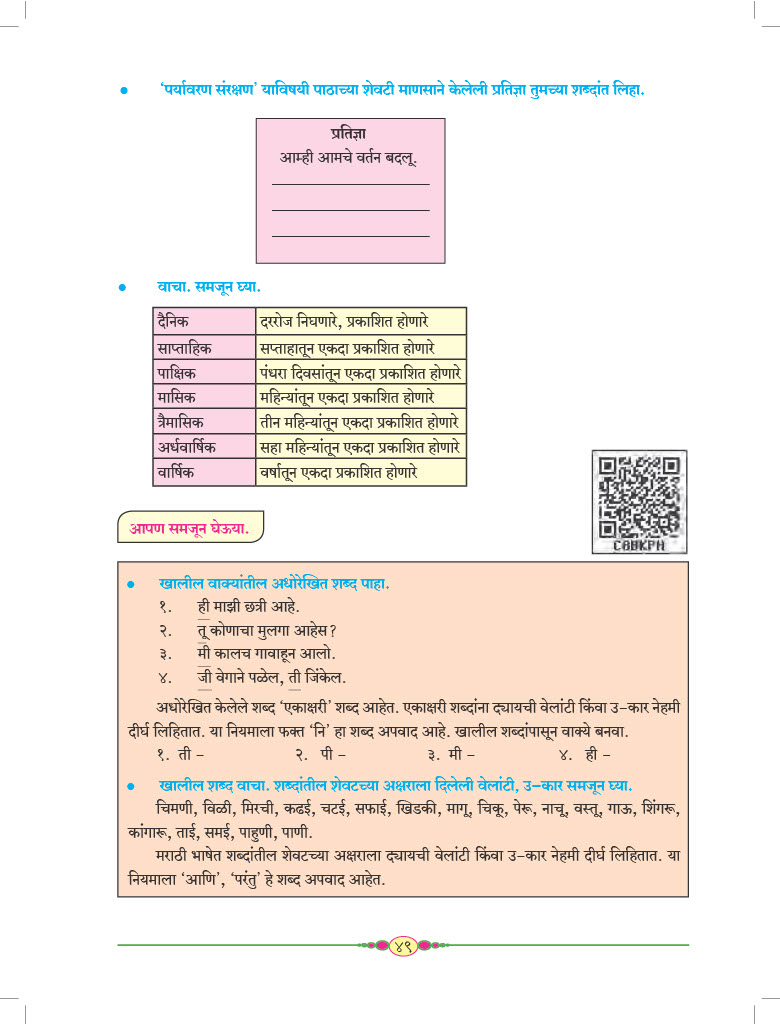 ● ‘पर्यावरण संरक्षण’ याविषयी पाठाच्या शेवटी माणसाने केलेली प्रतिज्ञा तुमच्या शब्दांत लिहा.
प्रतिज्ञा
आम्ही आमचे वर्तन बदलू.
● वाचा. समजून घ्या.
दैनिक दररोज निघणारे, प्रकाशित होणारे
साप्ताहिक सप्ताहातून एकदा प्रकाशित होणारे
पाक्षिक पंधरा दिवसांतून एकदा प्रकाशित होणारे
मासिक महिन्यांतून एकदा प्रकाशित होणारे
त्रैमासिक तीन महिन्यांतून एकदा प्रकाशित होणारे
अर्धवार्षिक सहा महिन्यांतून एकदा प्रकाशित होणारे
वार्षिक वर्षातून एकदा प्रकाशित होणारे
आपण समजून घेऊया.
● खालील वाक्यांतील अधोरेखित शब्द पाहा.
१. ही माझी छत्री आहे.
२. तू कोणाचा मुलगा आहेस?
३. मी कालच गावाहून आलो.
४. जी वेगाने पळेल, ती जिंकेल.
अधोरेखित केलेले शब्द ‘एकाक्षरी’ शब्द आहेत. एकाक्षरी शब्दांना द्यायची वेलांटी किंवा उ-कार नेहमी
दीर्घ लिहितात. या नियमाला फक्त ‘नि’ हा शब्द अपवाद आहे. खालील शब्दांपासून वाक्ये बनवा.
१. ती – २. पी – ३. मी – ४. ही –
● खालील शब्द वाचा. शब्दांतील शेवटच्या अक्षराला दिलेली वेलांटी, उ-कार समजून घ्या.
चिमणी, विळी, मिरची, कढई, चटई, सफाई, खिडकी, मागू, चिकू, पेरू, नाचू, वस्तू, गाऊ, शिंगरू,
कांगारू, ताई, समई, पाहुणी, पाणी.
मराठी भाषेत शब्दांतील शेवटच्या अक्षराला द्यायची वेलांटी किंवा उ-कार नेहमी दीर्घ लिहितात. या
नियमाला ‘आणि’, ‘परंतु’ हे शब्द अपवाद आहेत.
४९